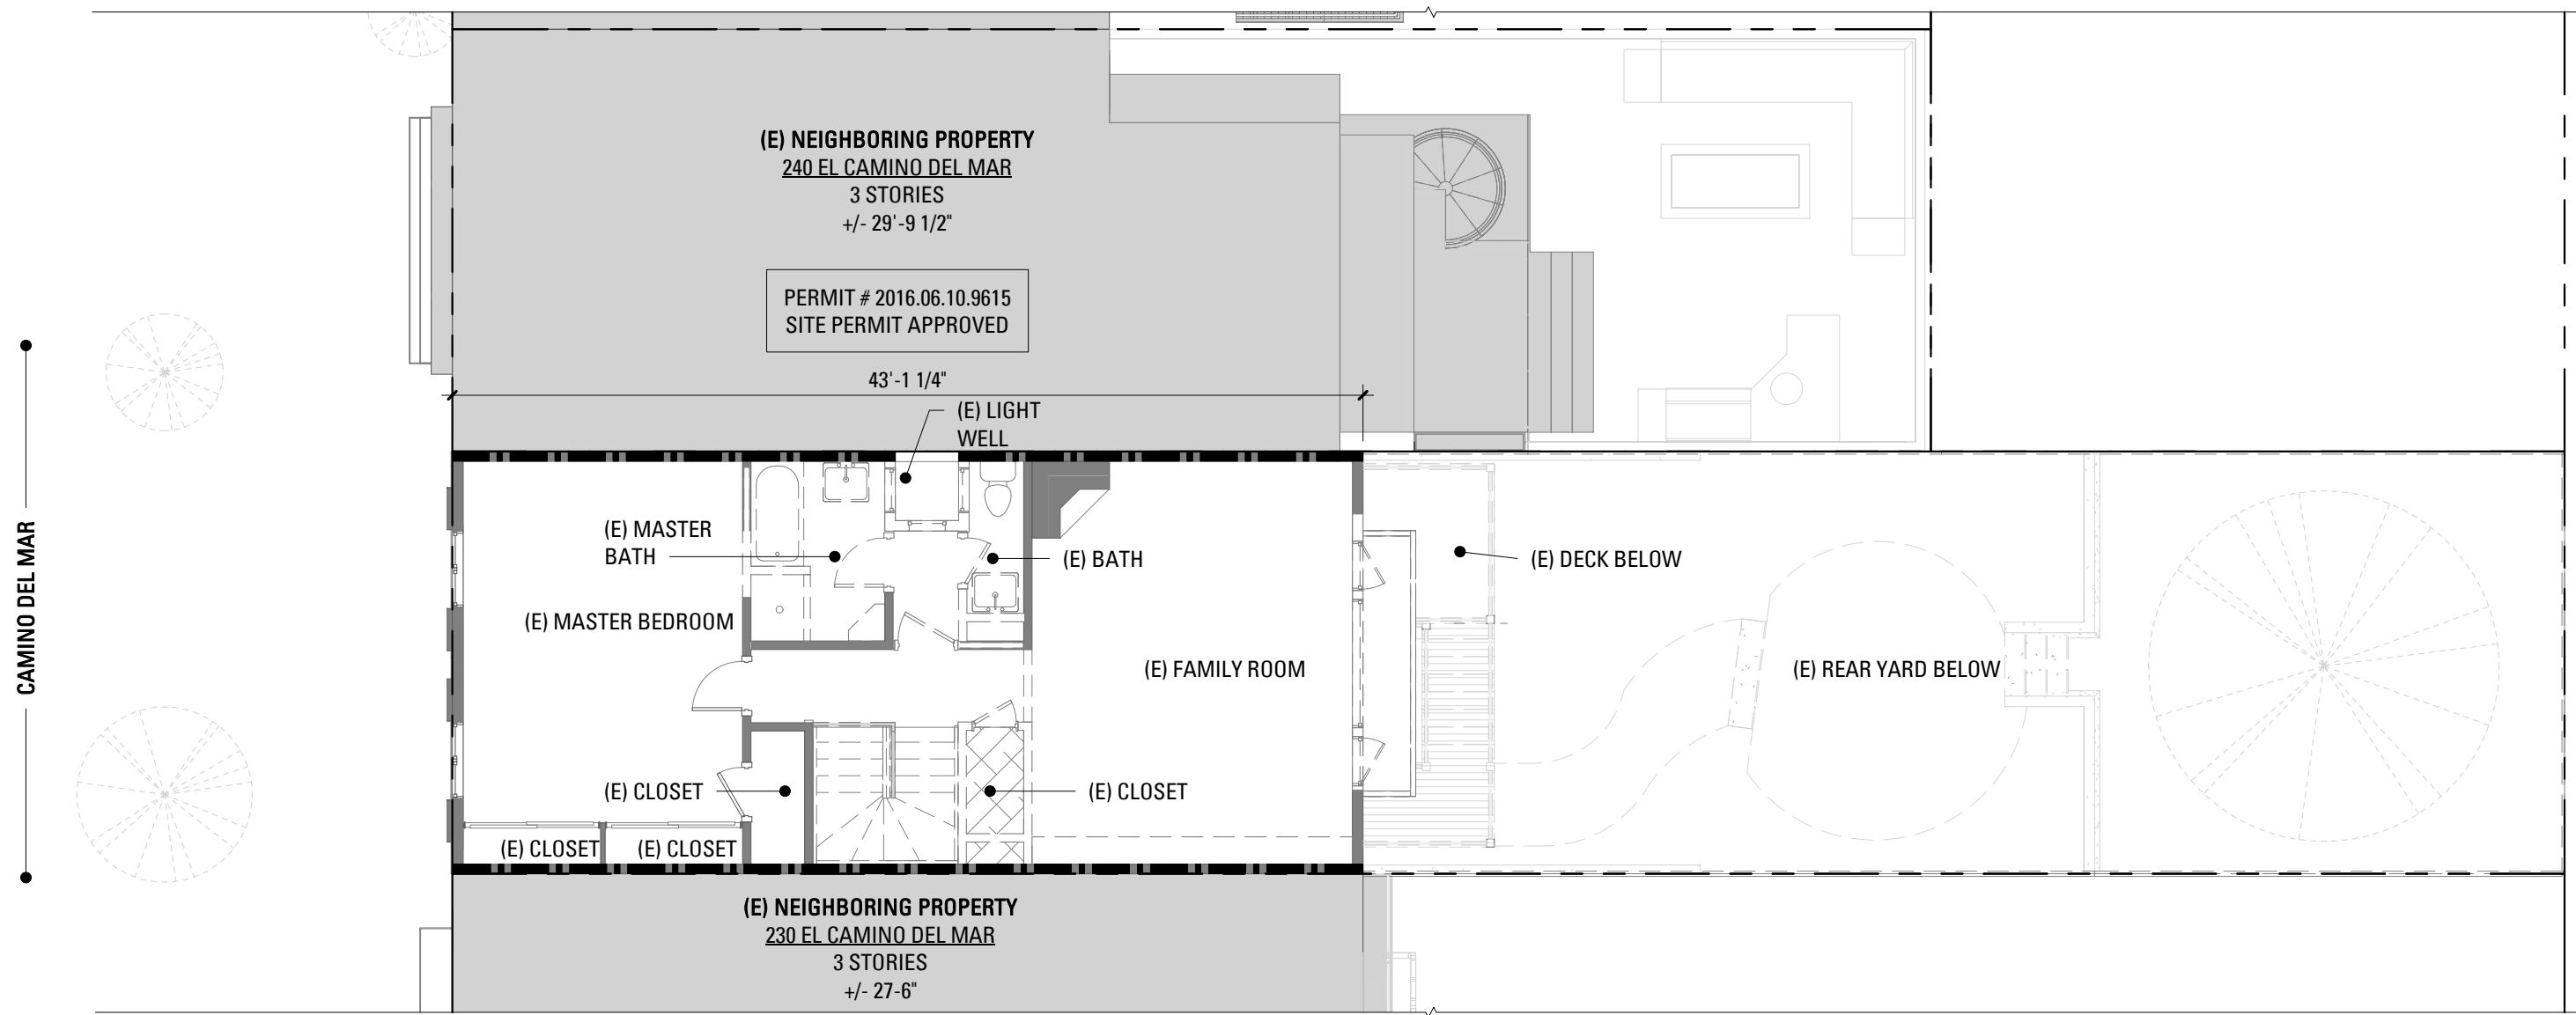 (E) NEIGHBORING PROPERTY
240 EL CAMINO DEL MAR
3 STORIES
+/- 29'-9 1/2"
PERMIT # 2016.06.10.9615
SITE PERMIT APPROVED
43'-1 1/4"
(E) LIGHT
WELL
(E) MASTER
BATH
(E) BATH
(E) DECK BELOW
CAMINO DEL MAR
(E) MASTER BEDROOM
(E) FAMILY ROOM
(E) REAR YARD BELOW
(E) CLOSET
(E) CLOSET
(E) CLOSET
(E) CLOSET
(E) NEIGHBORING PROPERTY
230 EL CAMINO DEL MAR
3 STORIES
+/- 27-6"